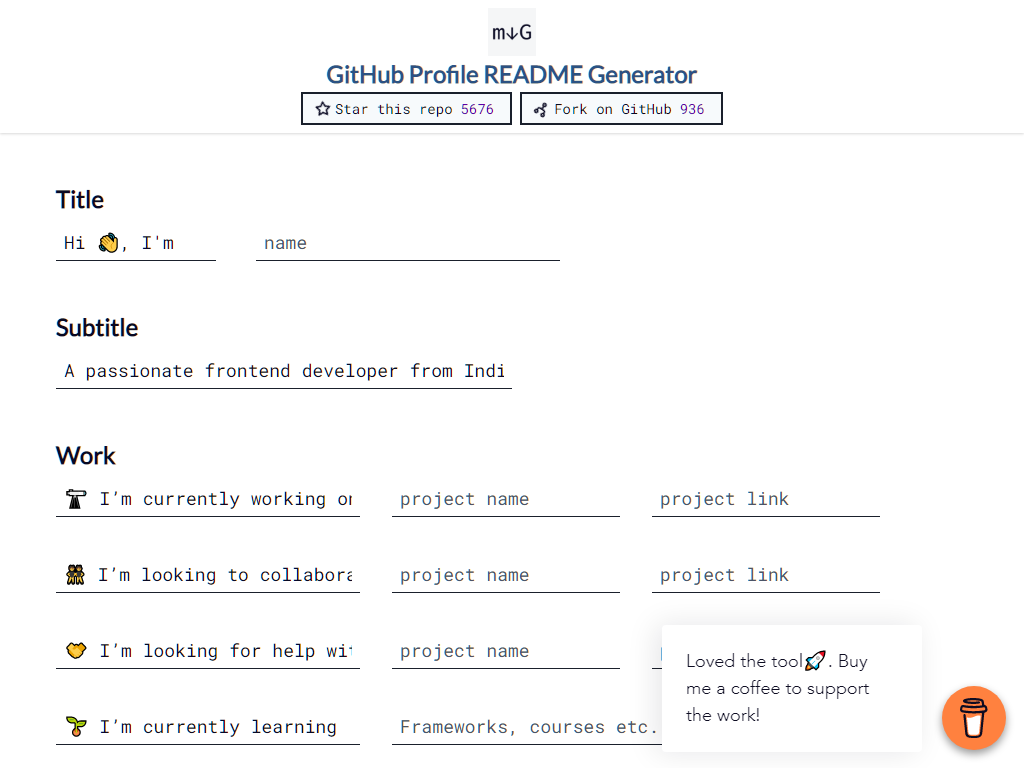 m↓G
GitHub Profile README Generator
Star this repo 5676 Fork on GitHub 936
Title
Hi 👋, I'm name
Subtitle
A passionate frontend developer from Indi
Work
🔭 I’m currently working on project name project link
👯 I’m looking to collabora project name project link
🤝 I’m looking for help wit project name
🌱 I’m currently learning Frameworks, courses etc.
Loved the tool🚀. Buy
me a coffee to support
the work!